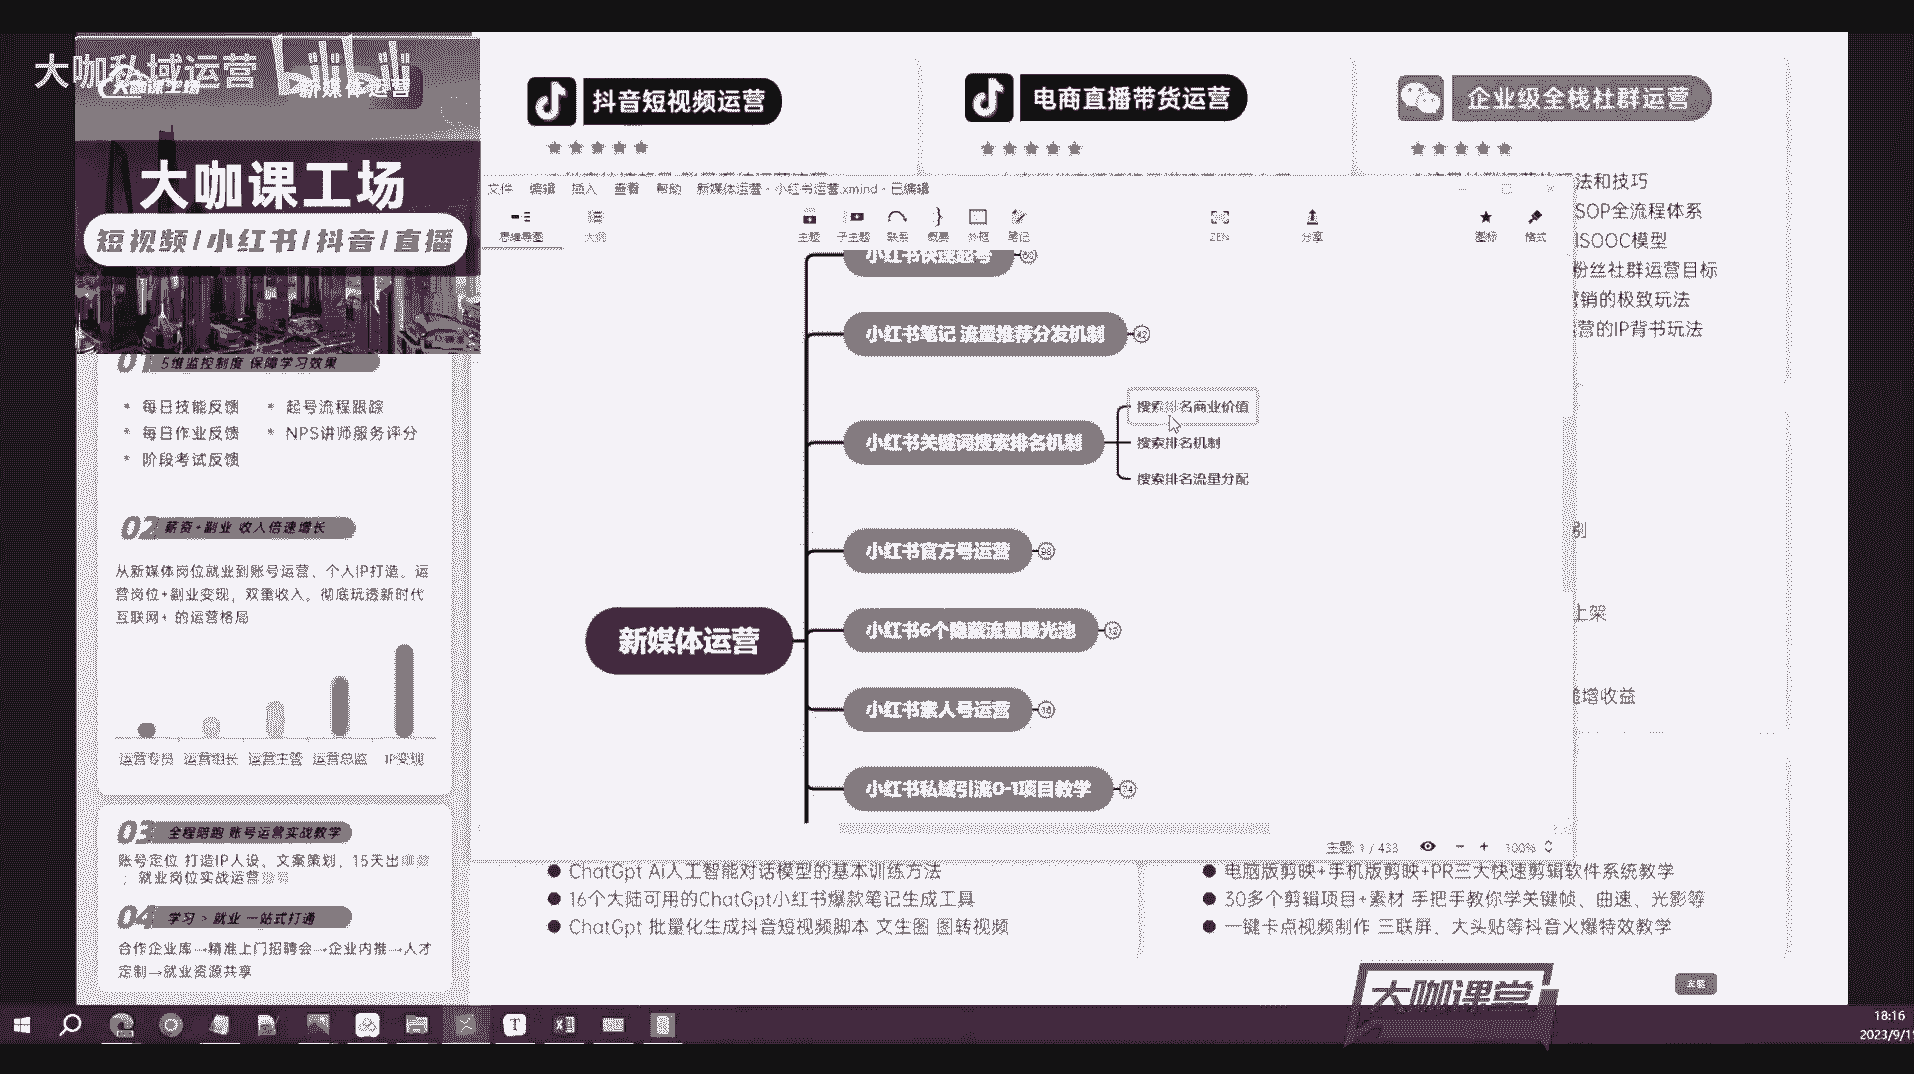 大咖私域运营
新媒体运营
大咖课工场
短视频/小红书/抖音/直播
01 5维监控制度 保障学习效果
* 每日技能反馈 * 起号流程跟踪
* 每日作业反馈 * NPS讲师服务评分
* 阶段考试反馈
02 薪资+副业 收入倍速增长
从新媒体岗位就业到账号运营、个人IP打造。运
营岗位+副业变现，双重收入。彻底玩透新时代
互联网+ 的运营格局
运营专员 运营组长 运营主管 运营总监 IP变现
03 全程陪跑 账号运营实战教学
账号定位 打造IP人设、文案策划，15天出
；就业岗位实战运营
04 学习 > 就业 一站式打通
合作企业库→精准上门招聘会→企业内推→人才
定制→就业资源共享
抖音短视频运营
电商直播带货运营
企业级全栈社群运营
法和技巧
SOP全流程体系
ISOOC模型
粉丝社群运营目标
营销的极致玩法
营的IP背书玩法
上架
增收益
文件 编辑 插入 查看 帮助 新媒体运营 - 小红书运营.xmind - 已编辑
思维导图 大纲 主题 子主题 联系 概要 外框 笔记 ZEN 分享 图标 格式
小红书快速起号
小红书笔记 流量推荐分发机制 42
小红书关键词搜索排名机制
搜索排名商业价值
搜索排名机制
搜索排名流量分配
小红书官方号运营
新媒体运营
小红书6个隐藏流量曝光池
小红书素人号运营
小红书私域引流0-1项目教学
主题: 1 / 433 100%
ChatGpt Ai人工智能对话模型的基本训练方法
16个大陆可用的ChatGpt小红书爆款笔记生成工具
ChatGpt 批量化生成抖音短视频脚本 文生图 图转视频
电脑版剪映+手机版剪映+PR三大快速剪辑软件系统教学
30多个剪辑项目+素材 手把手教你学关键帧、曲速、光影等
一键卡点视频制作 三联屏、大头贴等抖音火爆特效教学
大咖课堂
18:16
2023/9/1